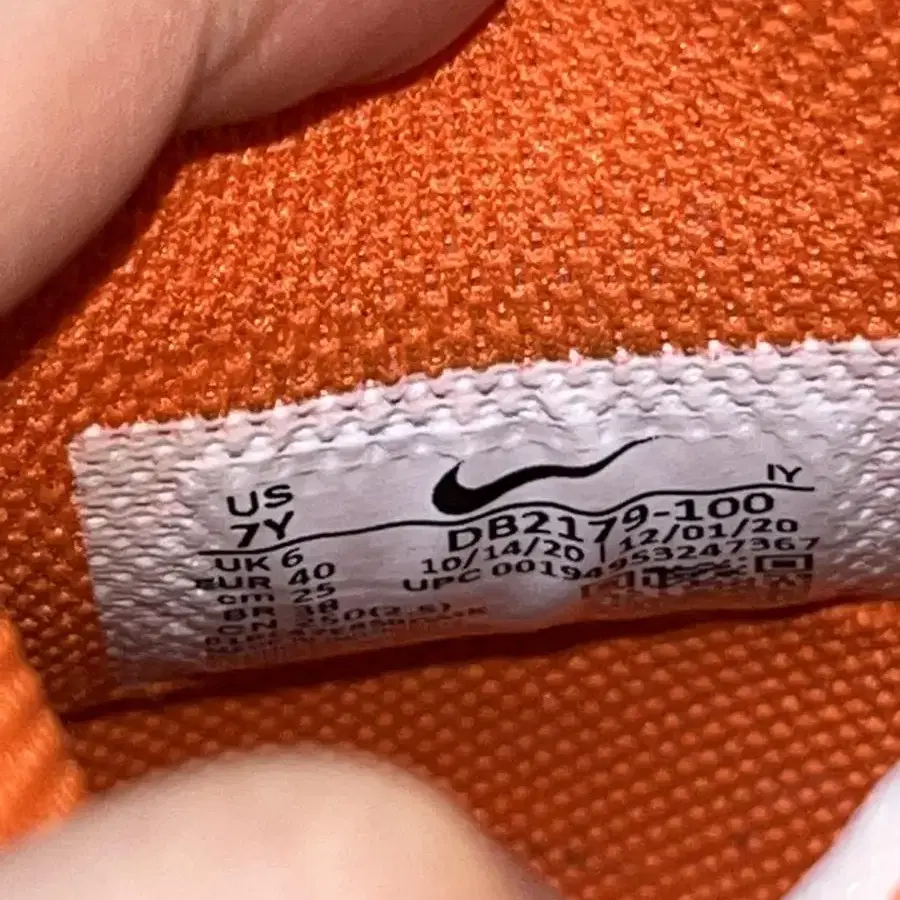 US
7Y
UK 6
EUR 40
cm 25
BR 38
IY
DB2179-100
10/14/20 | 12/01/20
UPC 00194953247367